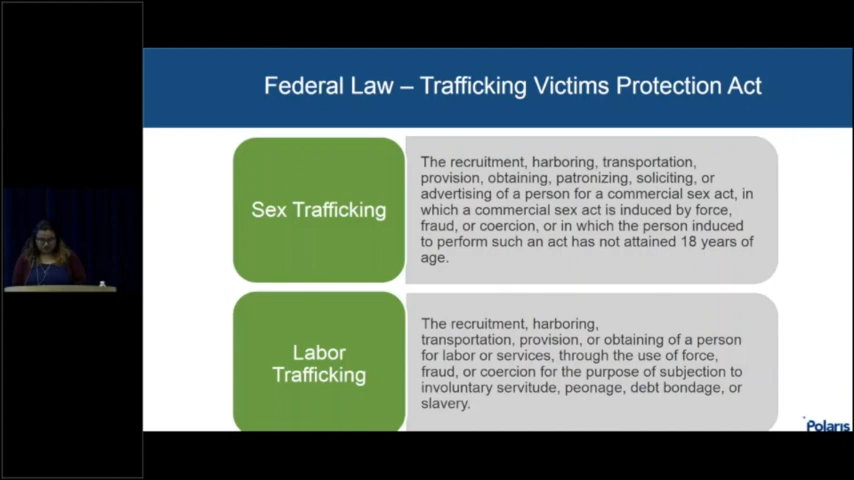 Federal Law – Trafficking Victims Protection Act
Sex Trafficking
The recruitment, harboring, transportation,
provision, obtaining, patronizing, soliciting, or
advertising of a person for a commercial sex act, in
which a commercial sex act is induced by force,
fraud, or coercion, or in which the person induced
to perform such an act has not attained 18 years of
age.
Labor
Trafficking
The recruitment, harboring,
transportation, provision, or obtaining of a person
for labor or services, through the use of force,
fraud, or coercion for the purpose of subjection to
involuntary servitude, peonage, debt bondage, or
slavery.
Polaris